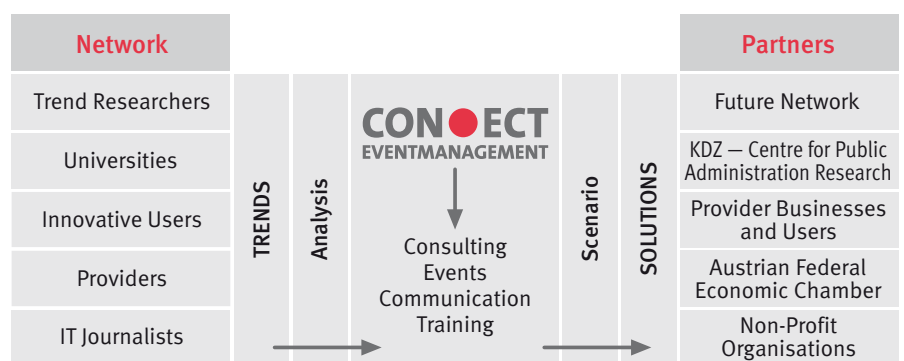 Network
Trend Researchers
Universities
Innovative Users
Providers
IT Journalists
TRENDS
Analysis
CON●ECT
EVENTMANAGEMENT
Consulting
Events
Communication
Training
Scenario
SOLUTIONS
Partners
Future Network
KDZ — Centre for Public
Administration Research
Provider Businesses
and Users
Austrian Federal
Economic Chamber
Non-Profit
Organisations